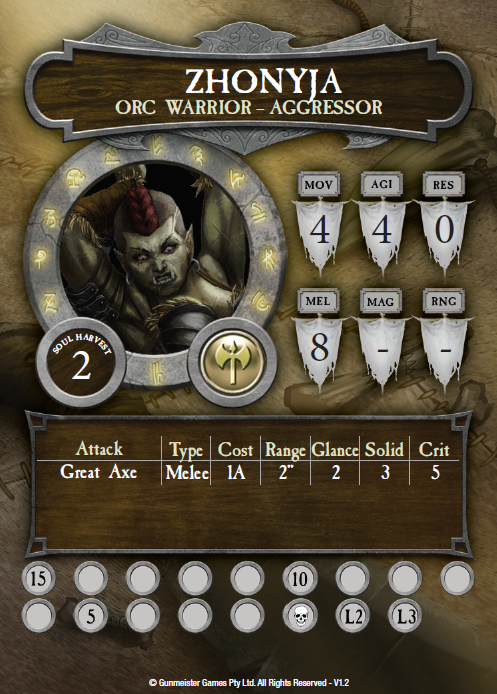 ZHONYJA
ORC WARRIOR – AGGRESSOR
MOV AGI RES
4 4 0
MEL MAG RNG
8 - -
SOUL HARVEST
2
Attack Type Cost Range Glance Solid Crit
Great Axe Melee 1A 2" 2 3 5
15 10
5 L2 L3
© Gunmeister Games Pty Ltd. All Rights Reserved - V1.2